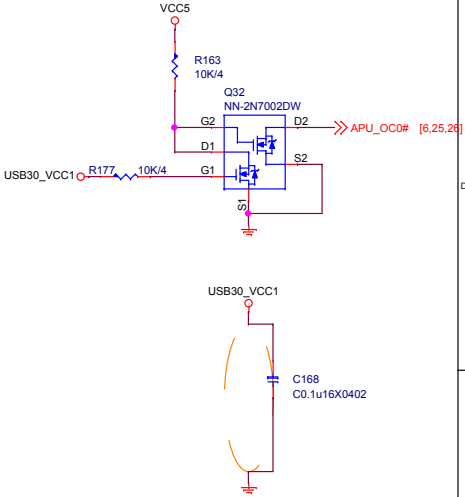 VCC5
R163
10K/4
Q32
NN-2N7002DW
G2
D2
APU_OC0# [6,25,26]
D1
S2
USB30_VCC1
R177
10K/4
G1
S1
D
USB30_VCC1
C168
C0.1u16X0402